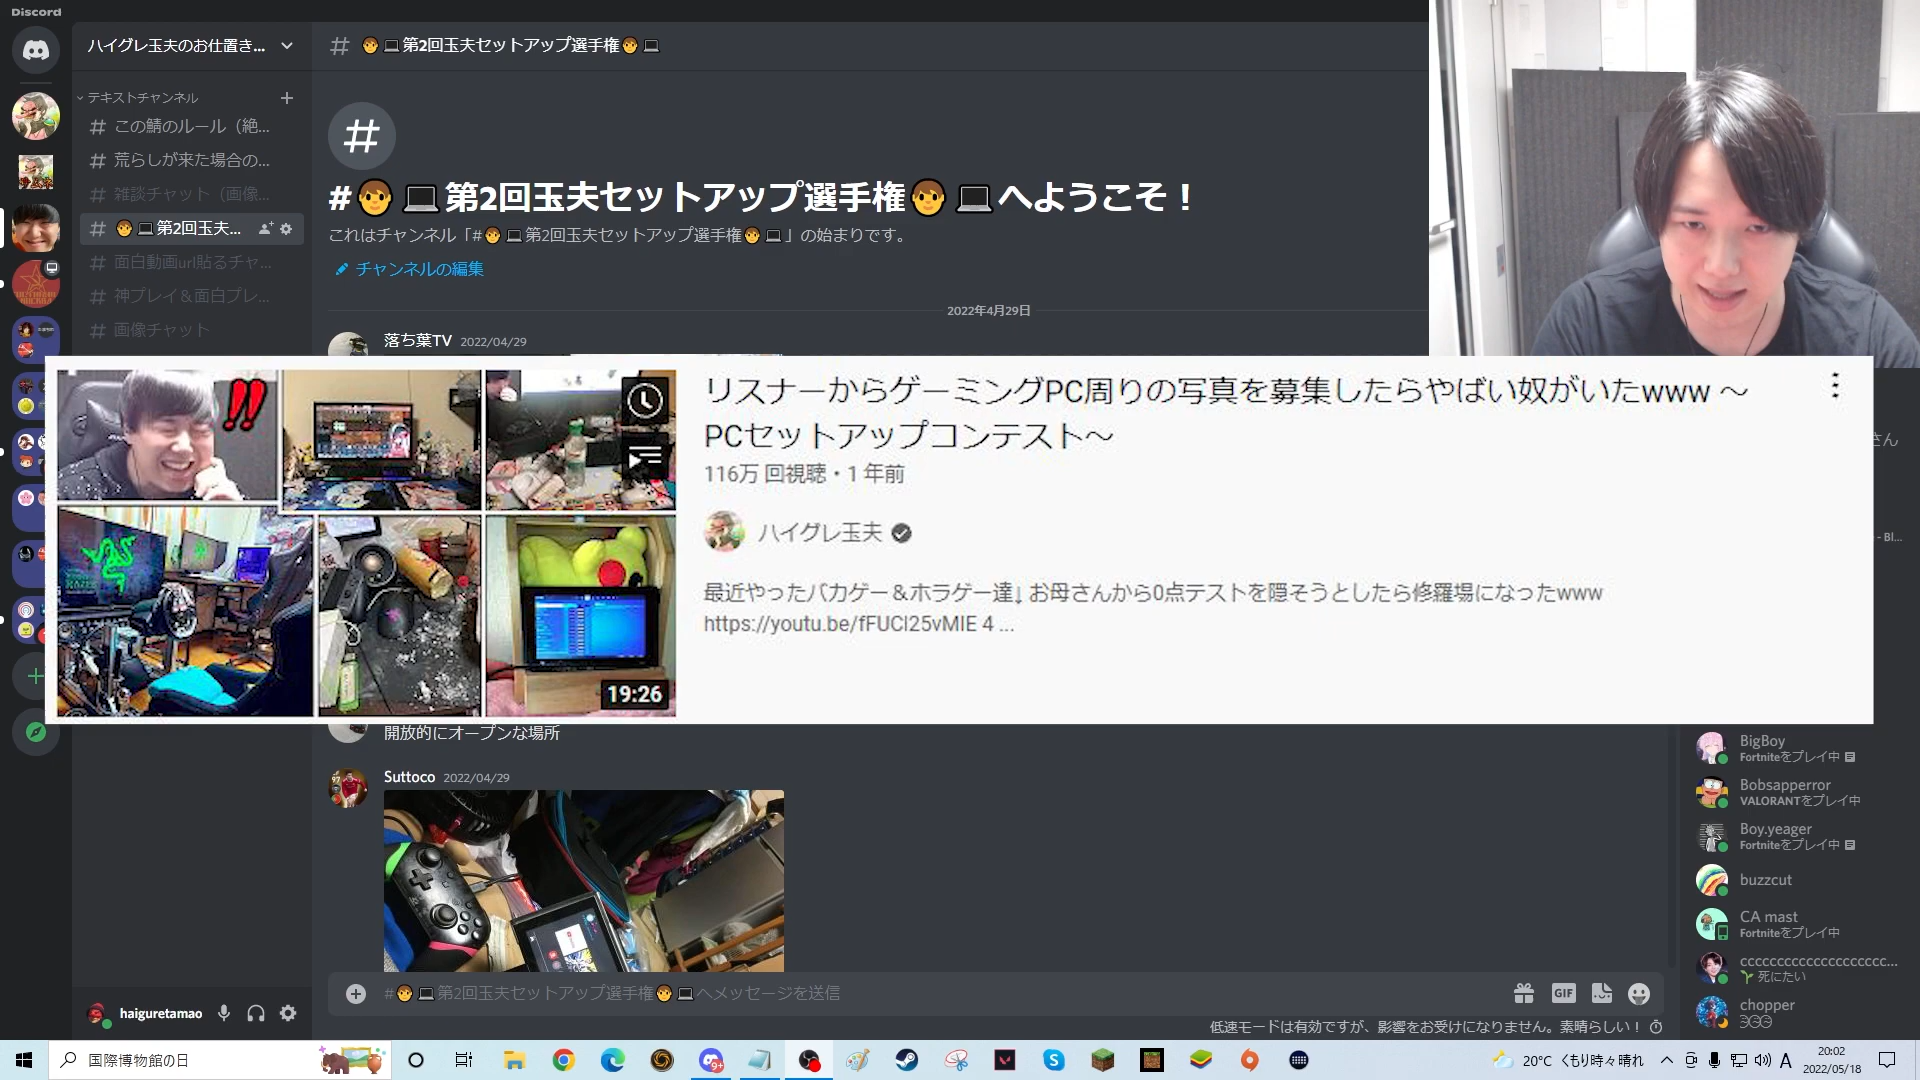 Discord
ハイグレ玉夫のお仕置き...
テキストチャンネル
この鯖のルール（絶...
荒らしが来た場合の...
雑談チャット（画像...
🧑💻第2回玉夫...
面白動画url貼るチャ...
神プレイ＆面白プレ...
画像チャット
# 🧑💻第2回玉夫セットアップ選手権🧑💻
#🧑💻第2回玉夫セットアップ選手権🧑💻へようこそ！
これはチャンネル「#🧑💻第2回玉夫セットアップ選手権🧑💻」の始まりです。
チャンネルの編集
2022年4月29日
落ち葉TV 2022/04/29
リスナーからゲーミングPC周りの写真を募集したらやばい奴がいたwww ～
PCセットアップコンテスト～
116万 回視聴・1 年前
ハイグレ玉夫
最近やったバカゲー＆ホラゲー達↓ お母さんから0点テストを隠そうとしたら修羅場になったwww
https://youtu.be/fFUCl25vMIE 4 ...
19:26
さん
- Bl...
開放的にオープンな場所
Suttoco 2022/04/29
BigBoy
Fortniteをプレイ中
Bobsapperror
VALORANTをプレイ中
Boy.yeager
Fortniteをプレイ中
buzzcut
CA mast
Fortniteをプレイ中
cccccccccccccccccccc...
死にたい
chopper
haiguretamao
#🧑💻第2回玉夫セットアップ選手権🧑💻へメッセージを送信
GIF
低速モードは有効ですが、影響をお受けになりません。素晴らしい！
国際博物館の日
9+
20°C くもり時々晴れ
A
20:02
2022/05/18